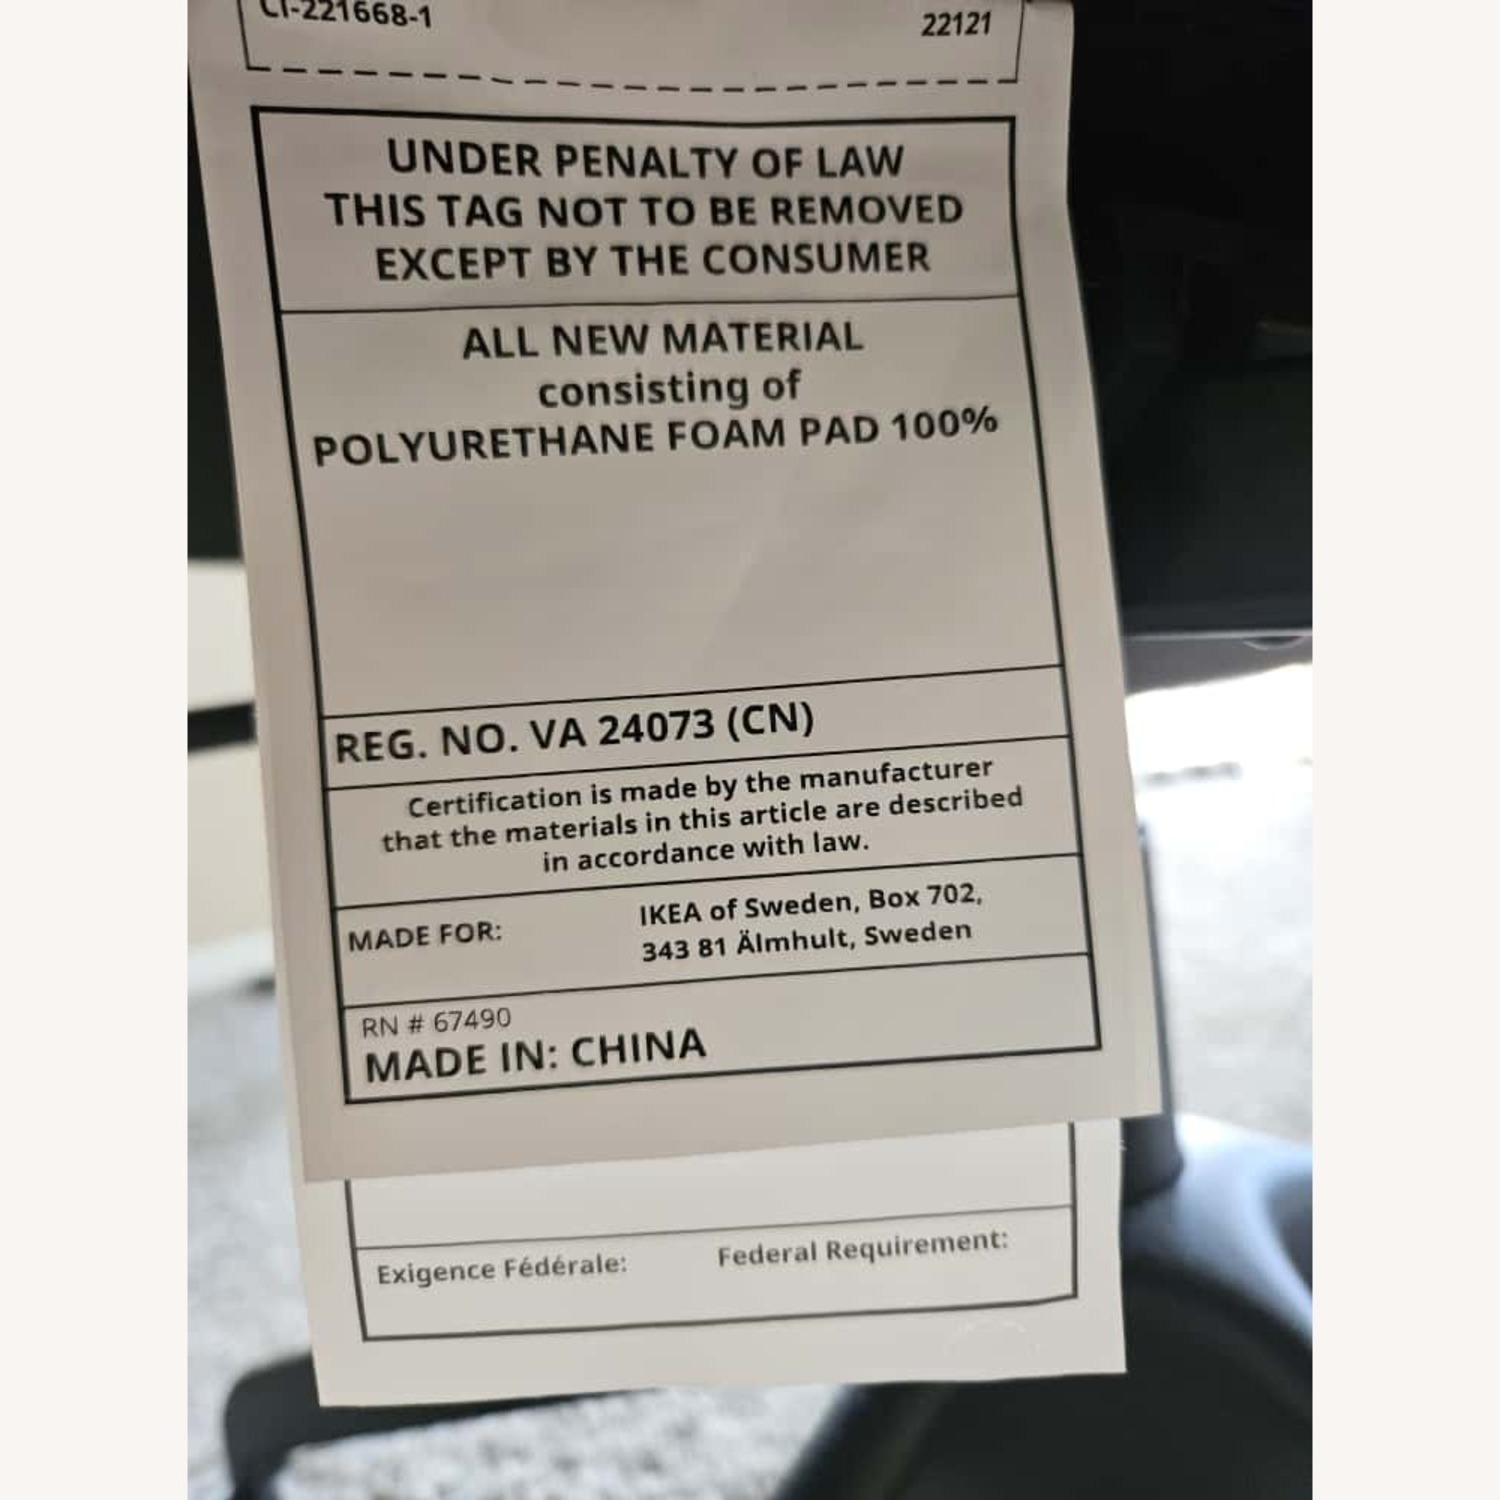 CI-221668-1
22121
UNDER PENALTY OF LAW
THIS TAG NOT TO BE REMOVED
EXCEPT BY THE CONSUMER
ALL NEW MATERIAL
consisting of
POLYURETHANE FOAM PAD 100%
REG. NO. VA 24073 (CN)
Certification is made by the manufacturer
that the materials in this article are described
in accordance with law.
MADE FOR:
IKEA of Sweden, Box 702,
343 81 Älmhult, Sweden
RN # 67490
MADE IN: CHINA
Exigence Fédérale:
Federal Requirement: